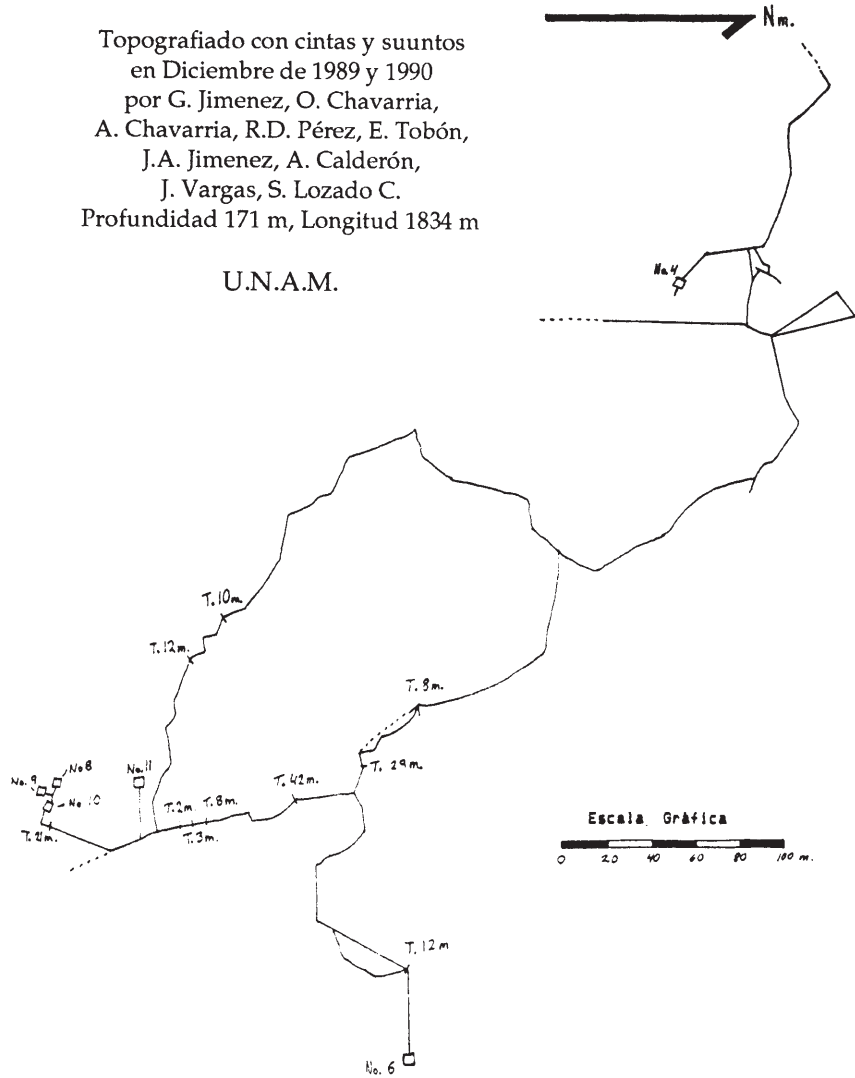 Nm.
Topografiado con cintas y suuntos
en Diciembre de 1989 y 1990
por G. Jimenez, O. Chavarria,
A. Chavarria, R.D. Pérez, E. Tobón,
J.A. Jimenez, A. Calderón,
J. Vargas, S. Lozado C.
Profundidad 171 m, Longitud 1834 m
U.N.A.M.
No.4
T. 10m.
T. 12m.
T. 8m.
T. 29m.
No. 9
No 8
No. 11
No 10
T. 42m.
T. 2m.
T. 8m.
T. 3m.
T. 21m.
Escala Gráfica
0 20 40 60 80 100 m.
T. 12 m
No. 6